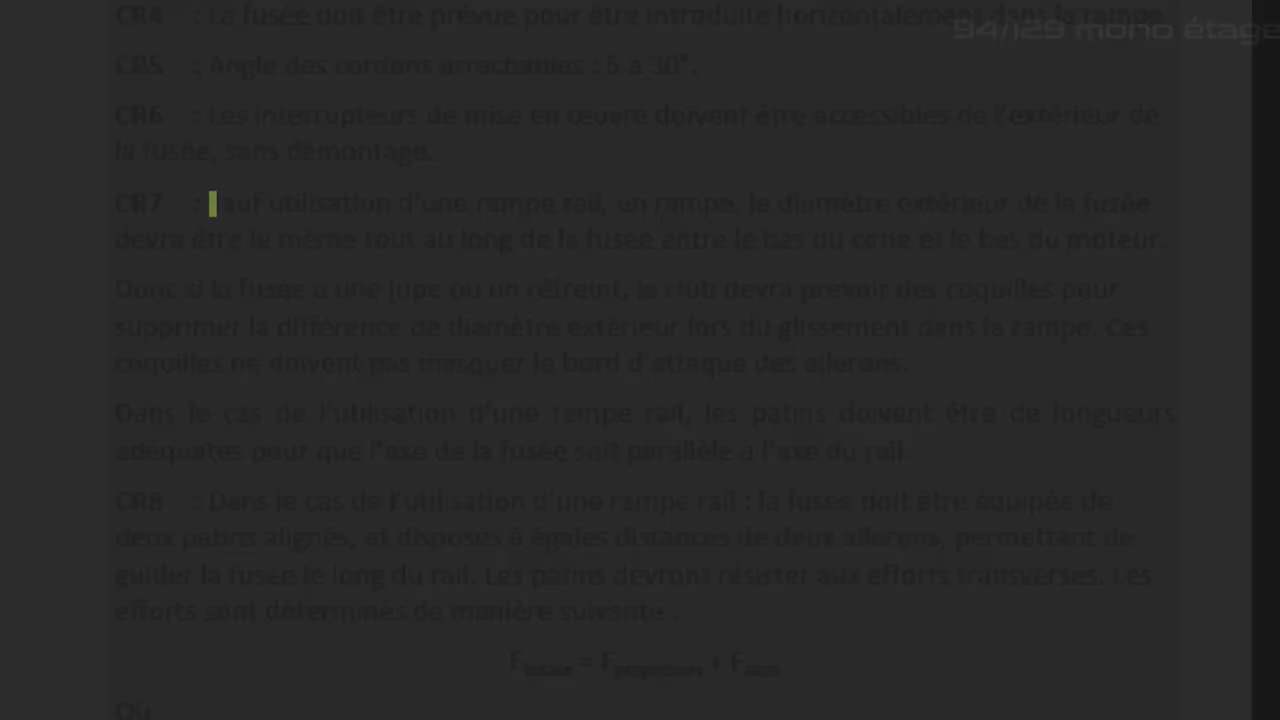 CR4 : La fusée doit être prévue pour être introduite horizontalement dans la rampe.
94/129 mono étage
CR5 : Angle des cordons arrachables : 5 à 30°.
CR6 : Les interrupteurs de mise en œuvre doivent être accessibles de l'extérieur de
la fusée, sans démontage.
CR7 : Sauf utilisation d'une rampe rail, en rampe, le diamètre extérieur de la fusée
devra être le même tout au long de la fusée entre le bas du cône et le bas du moteur.
Donc si la fusée a une jupe ou un rétreint, le club devra prévoir des coquilles pour
supprimer la différence de diamètre extérieur lors du glissement dans la rampe. Ces
coquilles ne doivent pas masquer le bord d'attaque des ailerons.
Dans le cas de l'utilisation d'une rampe rail, les patins doivent être de longueurs
adéquates pour que l'axe de la fusée soit parallèle à l'axe du rail.
CR8 : Dans le cas de l'utilisation d'une rampe rail : la fusée doit être équipée de
deux patins alignés, et disposés à égales distances de deux ailerons, permettant de
guider la fusée le long du rail. Les patins devront résister aux efforts transverses. Les
efforts sont déterminés de manière suivante :
F = F + F
Où